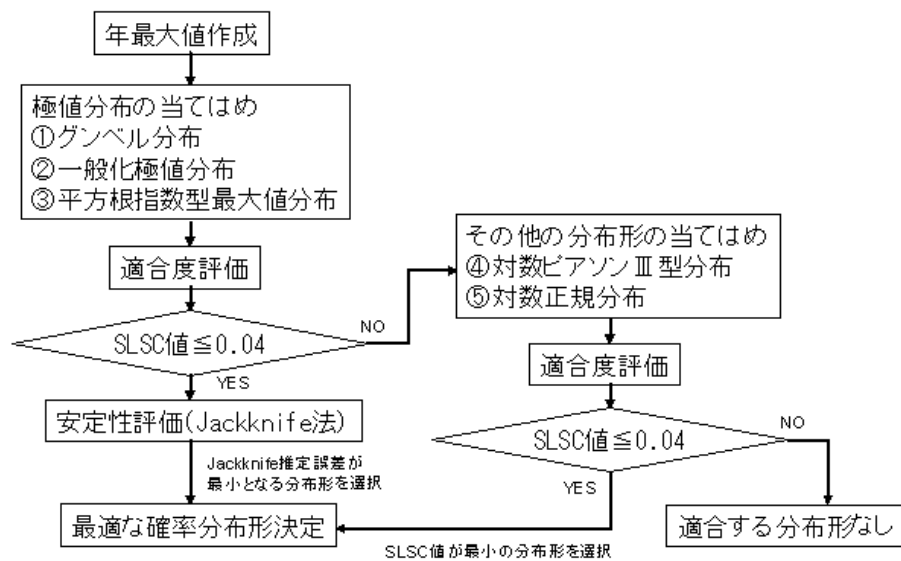 年最大値作成
極値分布の当てはめ
①グンベル分布
②一般化極値分布
③平方根指数型最大値分布
適合度評価
SLSC値≦0.04
NO
YES
安定性評価(Jackknife法)
Jackknife推定誤差が
最小となる分布形を選択
最適な確率分布形決定
その他の分布形の当てはめ
④対数ピアソンⅢ型分布
⑤対数正規分布
適合度評価
SLSC値≦0.04
NO
YES
SLSC値が最小の分布形を選択
適合する分布形なし